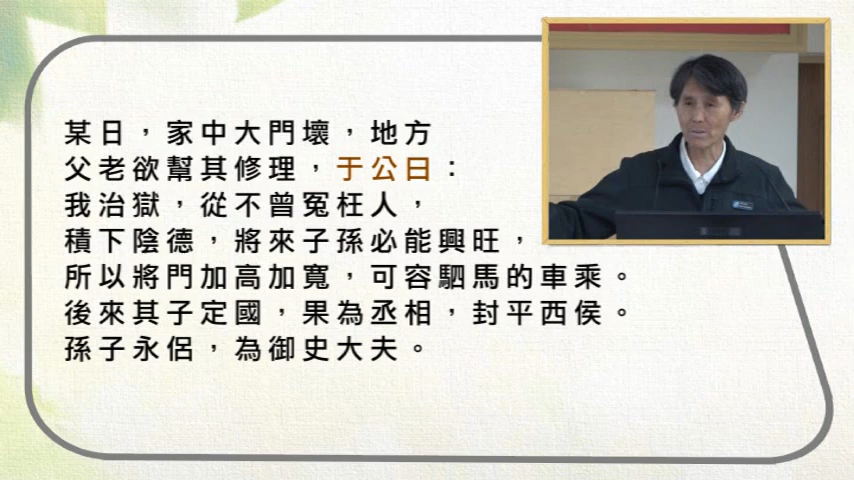 某日，家中大門壞，地方
父老欲幫其修理，于公曰：
我治獄，從不曾冤枉人，
積下陰德，將來子孫必能興旺，
所以將門加高加寬，可容駟馬的車乘。
後來其子定國，果為丞相，封平西侯。
孫子永侶，為御史大夫。